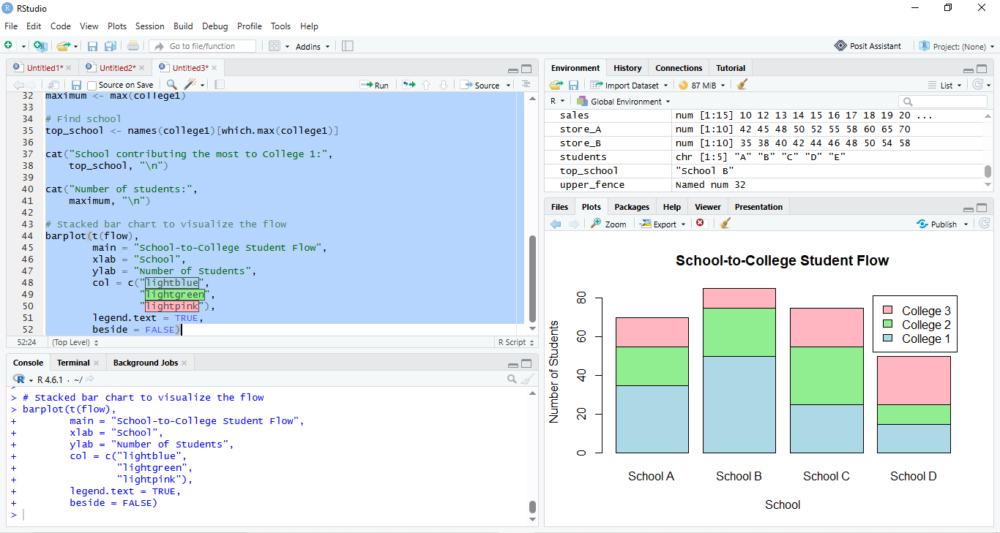 RStudio
File Edit Code View Plots Session Build Debug Profile Tools Help
Go to file/function Addins Posit Assistant Project: (None)
Untitled1* Untitled2* Untitled3*
Source on Save Run Source
32 maximum <- max(college1)
33
34 # Find school
35 top_school <- names(college1)[which.max(college1)]
36
37 cat("School contributing the most to College 1:",
38 top_school, "\n")
39
40 cat("Number of students:",
41 maximum, "\n")
42
43 # Stacked bar chart to visualize the flow
44 barplot(t(flow),
45 main = "School-to-College Student Flow",
46 xlab = "School",
47 ylab = "Number of Students",
48 col = c("lightblue",
49 "lightgreen",
50 "lightpink"),
51 legend.text = TRUE,
52 beside = FALSE)
52:24 (Top Level) R Script
Console Terminal Background Jobs
R 4.6.1 · ~/
>
> # Stacked bar chart to visualize the flow
> barplot(t(flow),
+ main = "School-to-College Student Flow",
+ xlab = "School",
+ ylab = "Number of Students",
+ col = c("lightblue",
+ "lightgreen",
+ "lightpink"),
+ legend.text = TRUE,
+ beside = FALSE)
>
Environment History Connections Tutorial
Import Dataset 87 MiB List
R Global Environment
sales num [1:15] 10 12 13 14 15 16 17 18 19 20 ...
store_A num [1:10] 42 45 48 50 52 55 58 60 65 70
store_B num [1:10] 35 38 40 42 44 46 48 50 54 58
students chr [1:5] "A" "B" "C" "D" "E"
top_school "School B"
upper_fence Named num 32
Files Plots Packages Help Viewer Presentation
Zoom Export Publish
School-to-College Student Flow
Number of Students
80
60
40
20
0
College 3
College 2
College 1
School A School B School C School D
School